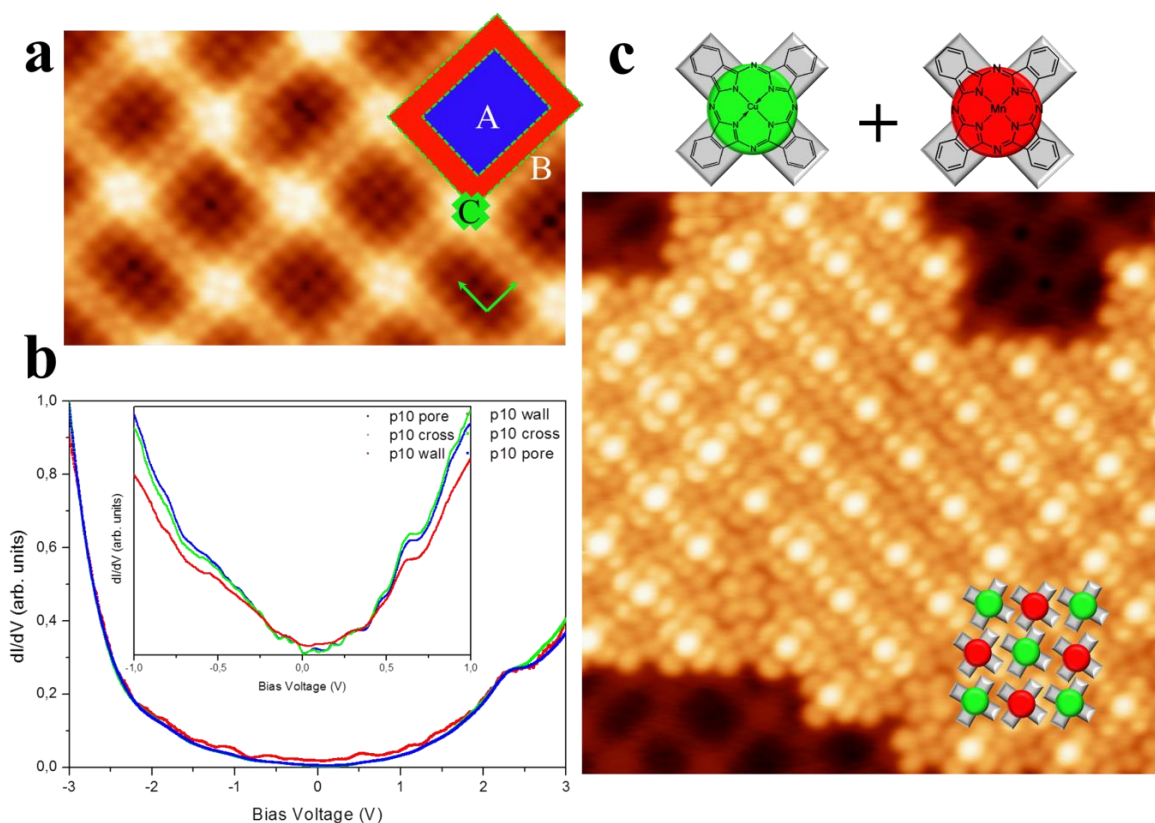 a
A
B
C
b
dI/dV (arb. units)
1,0
0,8
0,6
0,4
0,2
0,0
-3
-2
-1
0
1
2
3
Bias Voltage (V)
dI/dV (arb. units)
-1,0
-0,5
0,0
0,5
1,0
Bias Voltage (V)
p10 pore
p10 cross
p10 wall
p10 wall
p10 cross
p10 pore
c
N
N
N
N
Cu
N
N
N
N
+
N
N
N
N
Mn
N
N
N
N